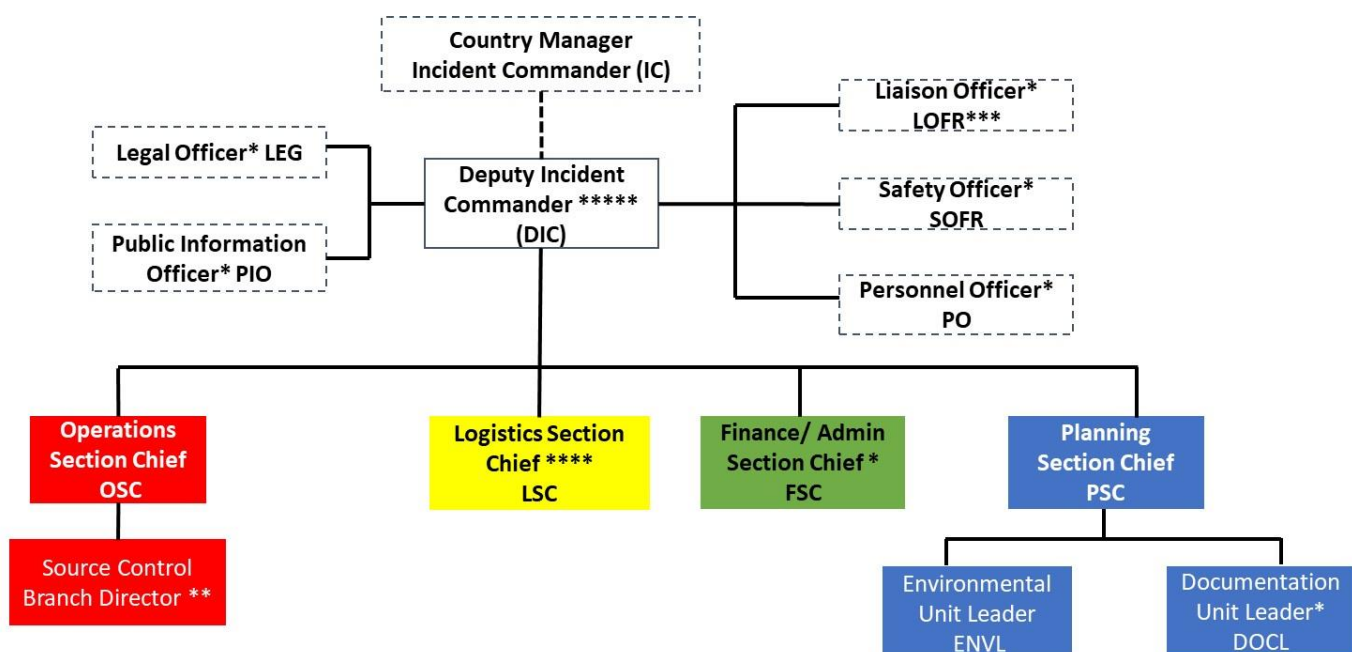 Country Manager
Incident Commander (IC)
Liaison Officer*
LOFR***
Legal Officer* LEG
Deputy Incident
Commander *****
(DIC)
Safety Officer*
SOFR
Public Information
Officer* PIO
Personnel Officer*
PO
Operations
Section Chief
OSC
Logistics Section
Chief ****
LSC
Finance/ Admin
Section Chief *
FSC
Planning
Section Chief
PSC
Source Control
Branch Director **
Environmental
Unit Leader
ENVL
Documentation
Unit Leader*
DOCL